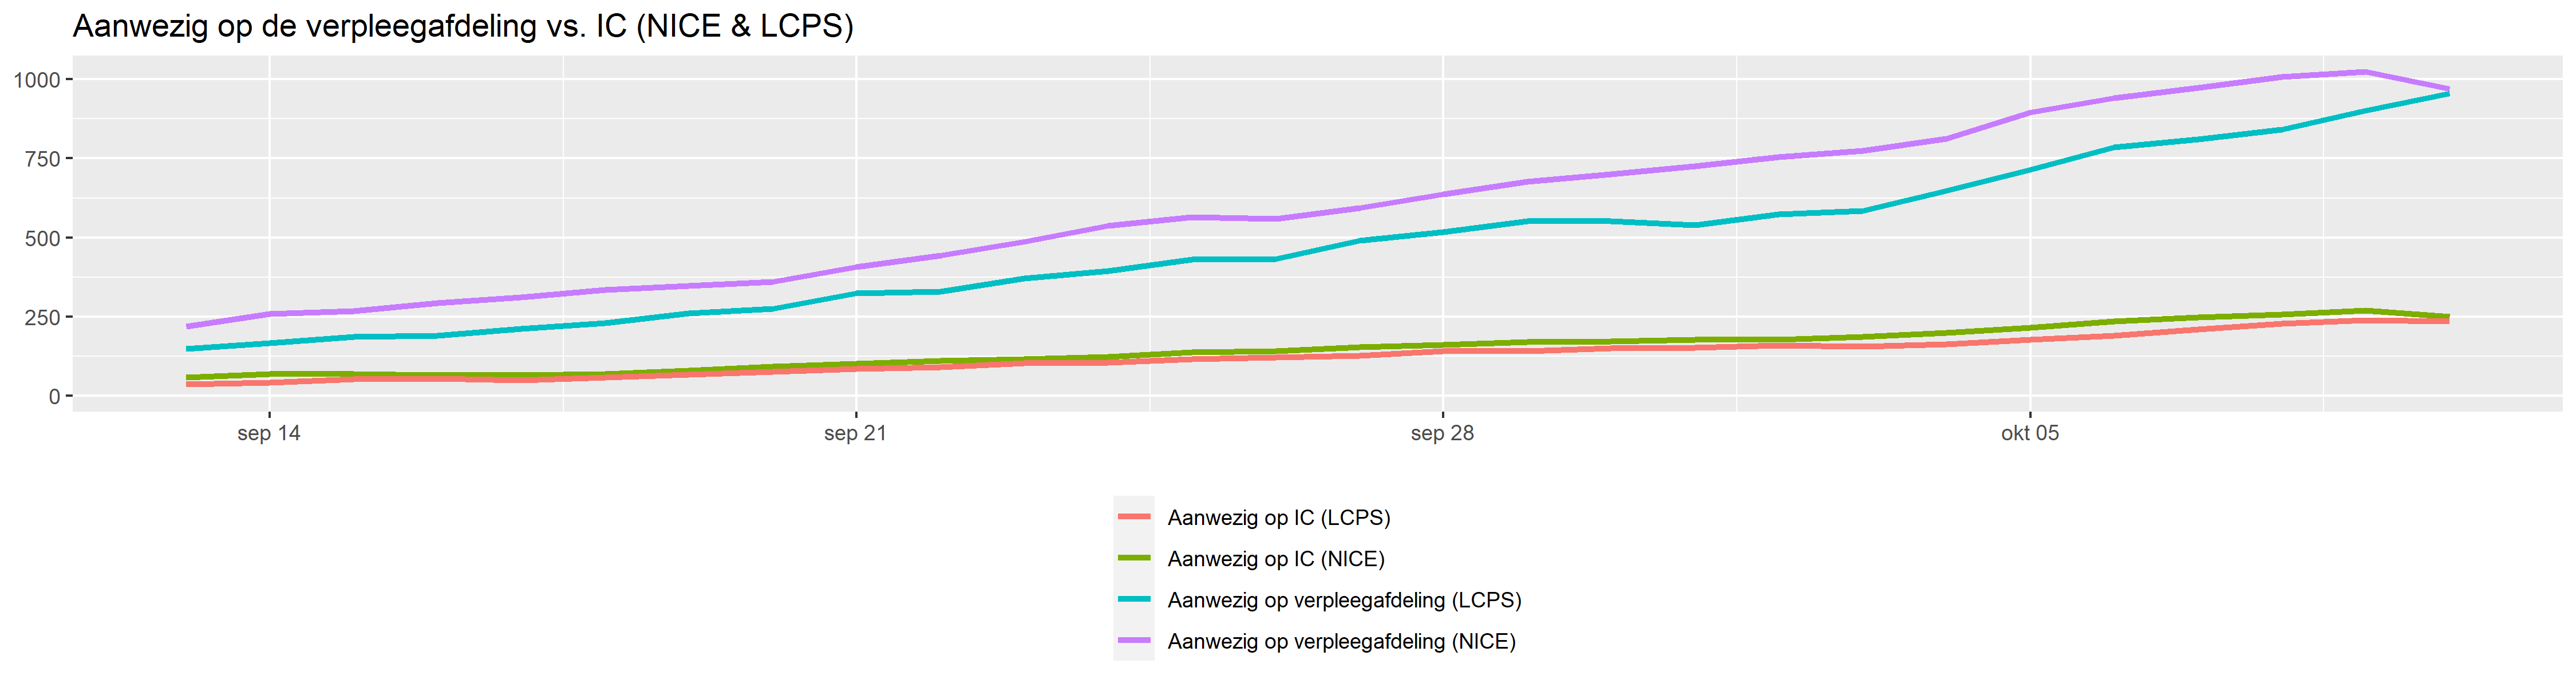 Aanwezig op de verpleegafdeling vs. IC (NICE & LCPS)
1000
750
500
250
0
sep 14
sep 21
sep 28
okt 05
Aanwezig op IC (LCPS)
Aanwezig op IC (NICE)
Aanwezig op verpleegafdeling (LCPS)
Aanwezig op verpleegafdeling (NICE)